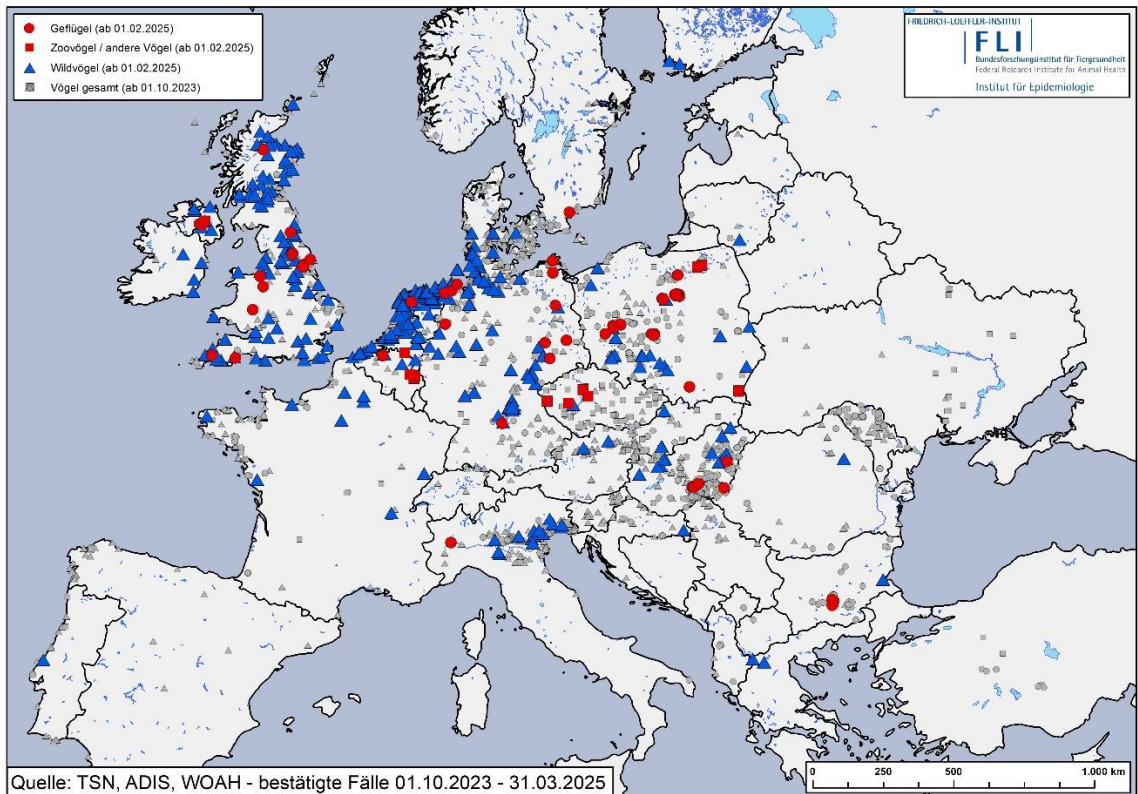 Geflügel (ab 01.02.2025)
Zoovögel / andere Vögel (ab 01.02.2025)
Wildvögel (ab 01.02.2025)
Vögel gesamt (ab 01.10.2023)
FRIEDRICH-LOEFFLER-INSTITUT
FLI
Bundesforschungsinstitut für Tiergesundheit
Federal Research Institute for Animal Health
Institut für Epidemiologie
Quelle: TSN, ADIS, WOAH - bestätigte Fälle 01.10.2023 - 31.03.2025
0 250 500 1.000 km